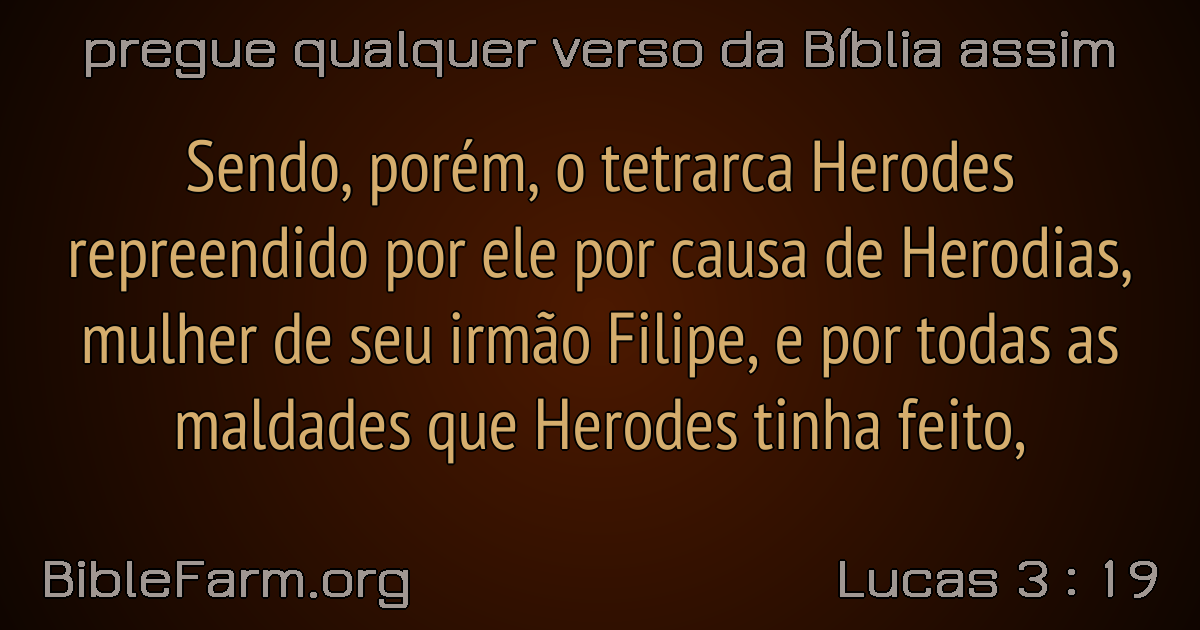 pregue qualquer verso da Bíblia assim
Sendo, porém, o tetrarca Herodes
repreendido por ele por causa de Herodias,
mulher de seu irmão Filipe, e por todas as
maldades que Herodes tinha feito,
BibleFarm.org
Lucas 3 : 19